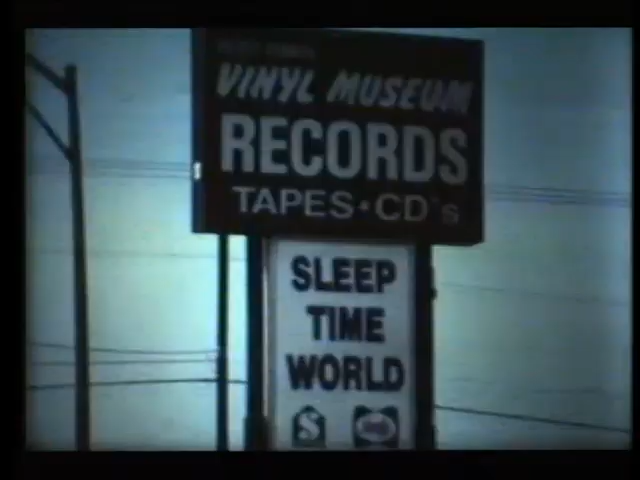 VINYL MUSEUM
RECORDS
TAPES • CD's
SLEEP
TIME
WORLD
S